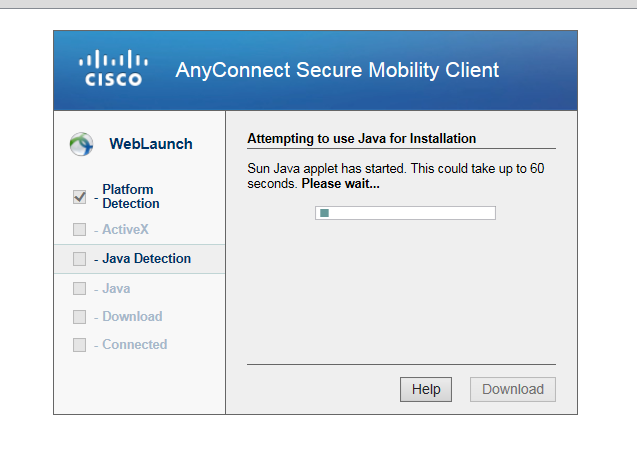 CISCO
AnyConnect Secure Mobility Client
WebLaunch
- Platform
Detection
- ActiveX
- Java Detection
- Java
- Download
- Connected
Attempting to use Java for Installation
Sun Java applet has started. This could take up to 60
seconds. Please wait...
Help
Download